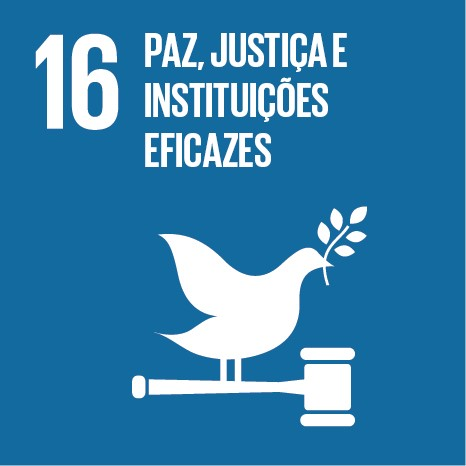 16
PAZ, JUSTIÇA E
INSTITUIÇÕES
EFICAZES